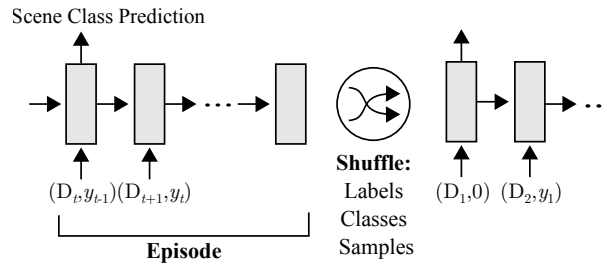 Scene Class Prediction
(D_t,y_{t-1})(D_{t+1},y_t)
Episode
Shuffle:
Labels
Classes
Samples
(D_1,0) (D_2,y_1)